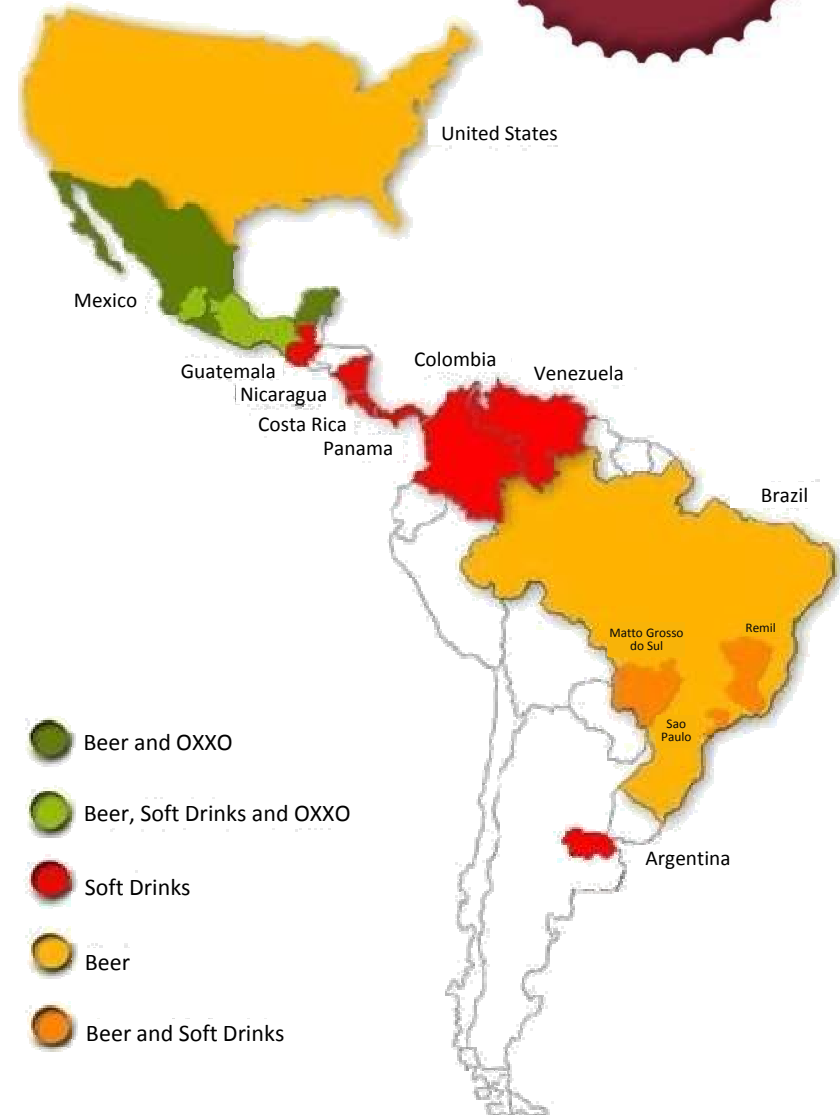 United States
Mexico
Guatemala
Nicaragua
Costa Rica
Panama
Colombia
Venezuela
Brazil
Matto Grosso
do Sul
Remil
Sao
Paulo
Argentina
Beer and OXXO
Beer, Soft Drinks and OXXO
Soft Drinks
Beer
Beer and Soft Drinks